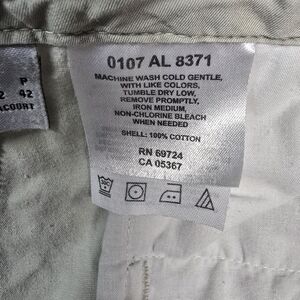 0107 AL 8371
MACHINE WASH COLD GENTLE,
WITH LIKE COLORS,
TUMBLE DRY LOW,
REMOVE PROMPTLY,
IRON MEDIUM,
NON-CHLORINE BLEACH
WHEN NEEDED
SHELL: 100% COTTON
RN 69724
CA 05367
P
42